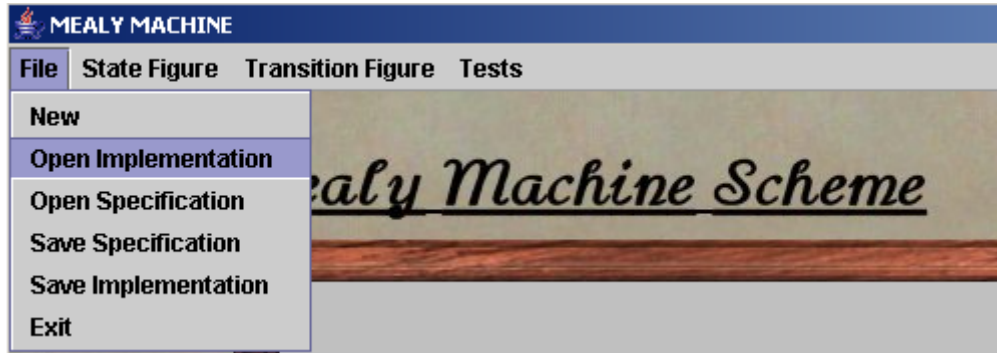 MEALY MACHINE
File State Figure Transition Figure Tests
New
Open Implementation
ealy Machine Scheme
Open Specification
Save Specification
Save Implementation
Exit